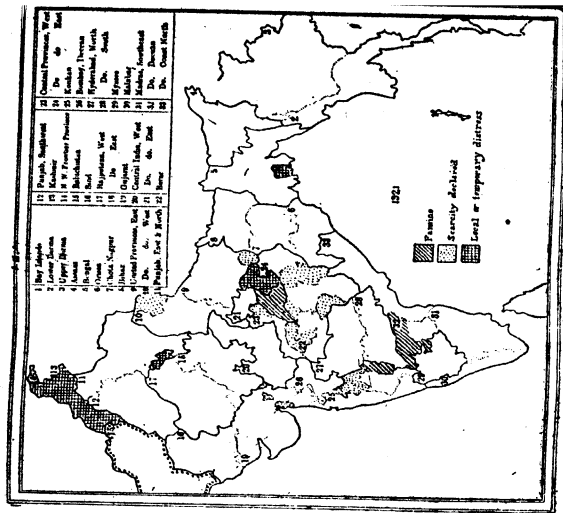 1 Bay Islands
2 Lower Burma
3 Upper Burma
4 Assam
5 Bengal
6 Orissa
7 Chota Nagpur
8 Bihar
9 United Provinces, East
10 Do. do. West
11 Punjab, East & North
12 Punjab, Southwest
13 Kashmir
14 N. W. Frontier Province
15 Baluchistan
16 Sind
17 Rajputana, West
18 Do East
19 Gujarat
20 Central India, West
21 Do. do. East
22 Berar
23 Central Provinces, West
24 Do do East
25 Konkan
26 Bombay, Deccan
27 Hyderabad, North
28 Do. South
29 Mysore
30 Malabar
31 Madras, Southeast
32 Do. Deccan
33 Do. Coast North
1921
Famine
Scarcity declared
Local or temporary distress